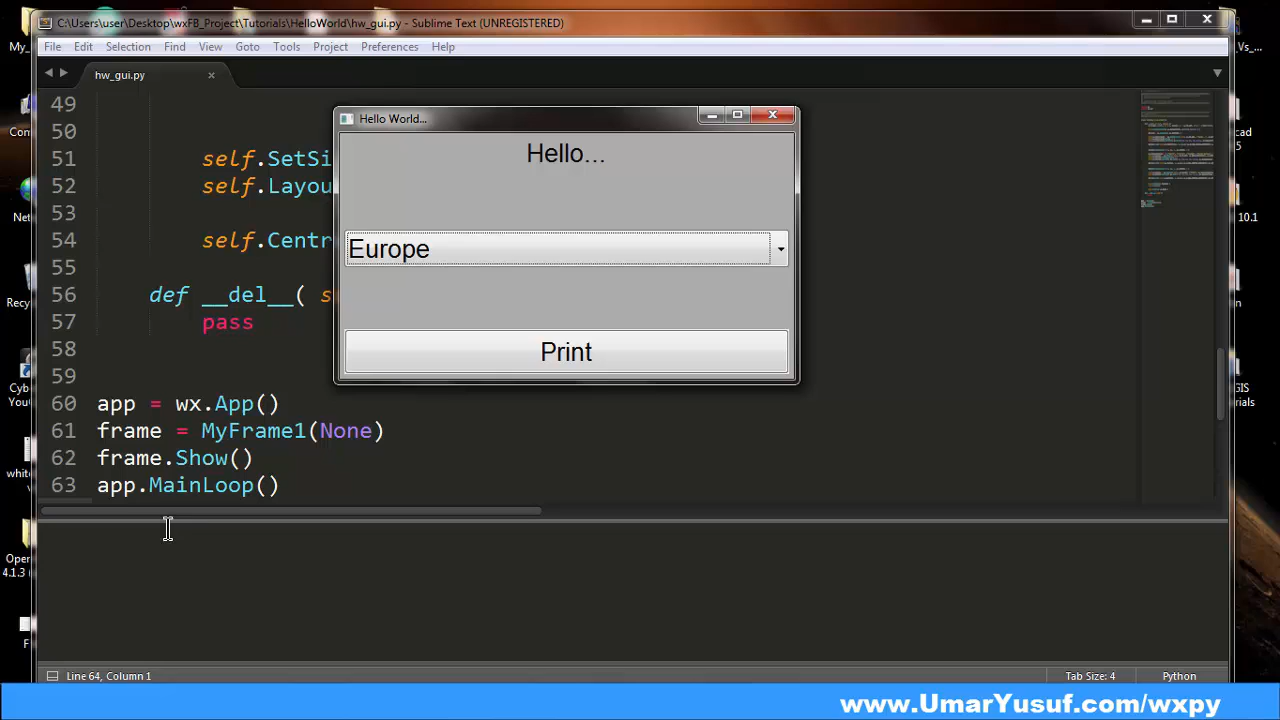 C:\Users\user\Desktop\wxFB_Project\Tutorials\HelloWorld\hw_gui.py - Sublime Text (UNREGISTERED)
File Edit Selection Find View Goto Tools Project Preferences Help
hw_gui.py ×
Hello World...
Hello...
Europe
Print
49
50
51 self.SetSi
52 self.Layou
53
54 self.Centr
55
56 def __del__( s
57 pass
58
59
60 app = wx.App()
61 frame = MyFrame1(None)
62 frame.Show()
63 app.MainLoop()
Line 64, Column 1 Tab Size: 4 Python
www.UmarYusuf.com/wxpy